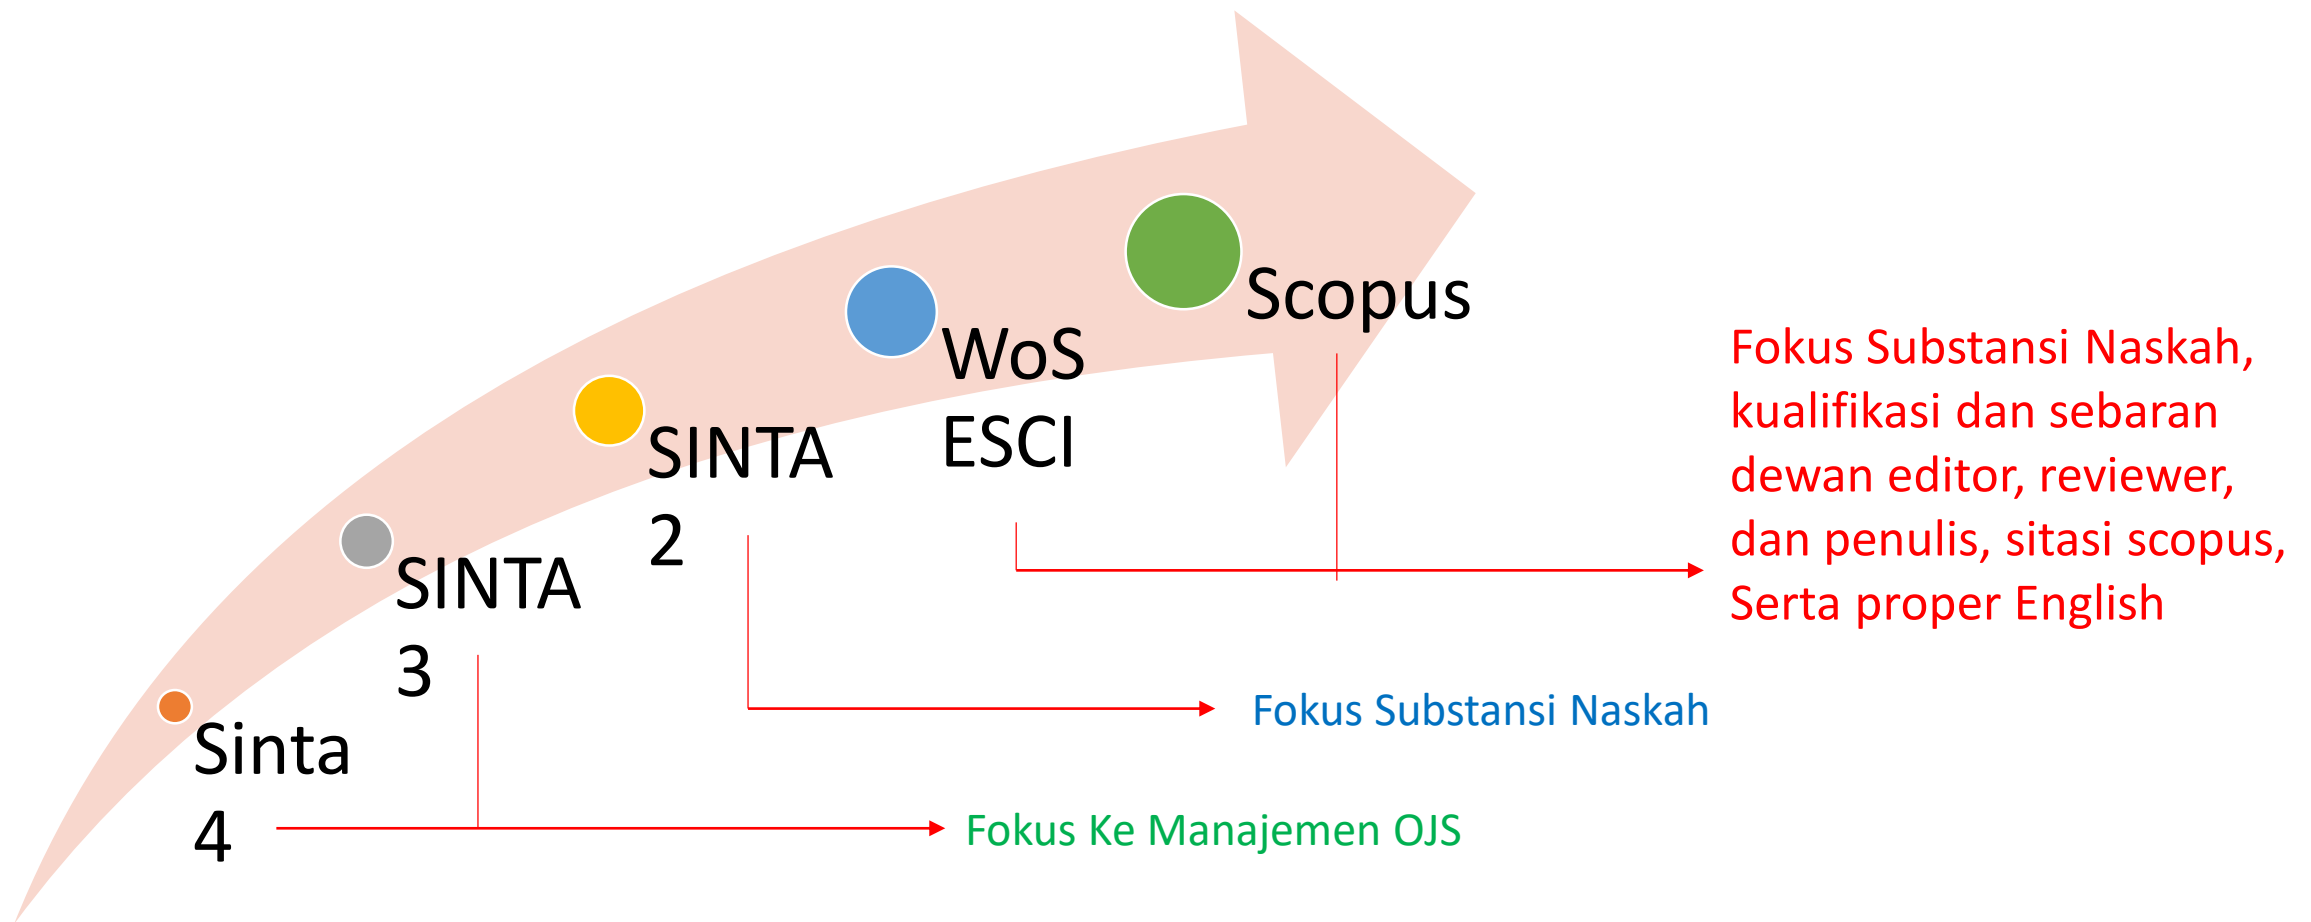 Scopus
WoS
ESCI
SINTA
2
SINTA
3
Sinta
4
Fokus Substansi Naskah,
kualifikasi dan sebaran
dewan editor, reviewer,
dan penulis, sitasi scopus,
Serta proper English
Fokus Substansi Naskah
Fokus Ke Manajemen OJS